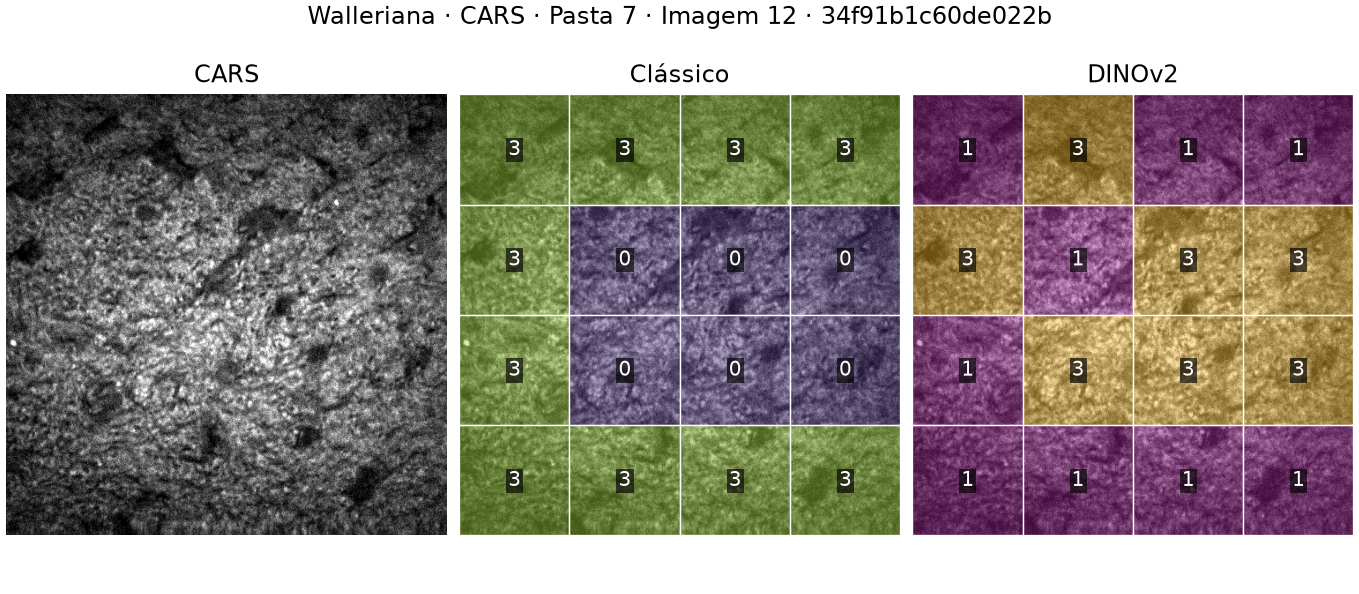 Walleriana · CARS · Pasta 7 · Imagem 12 · 34f91b1c60de022b
CARS
Clássico
DINOv2
3 3 3 3
1 3 1 1
3 0 0 0
3 1 3 3
3 0 0 0
1 3 3 3
3 3 3 3
1 1 1 1